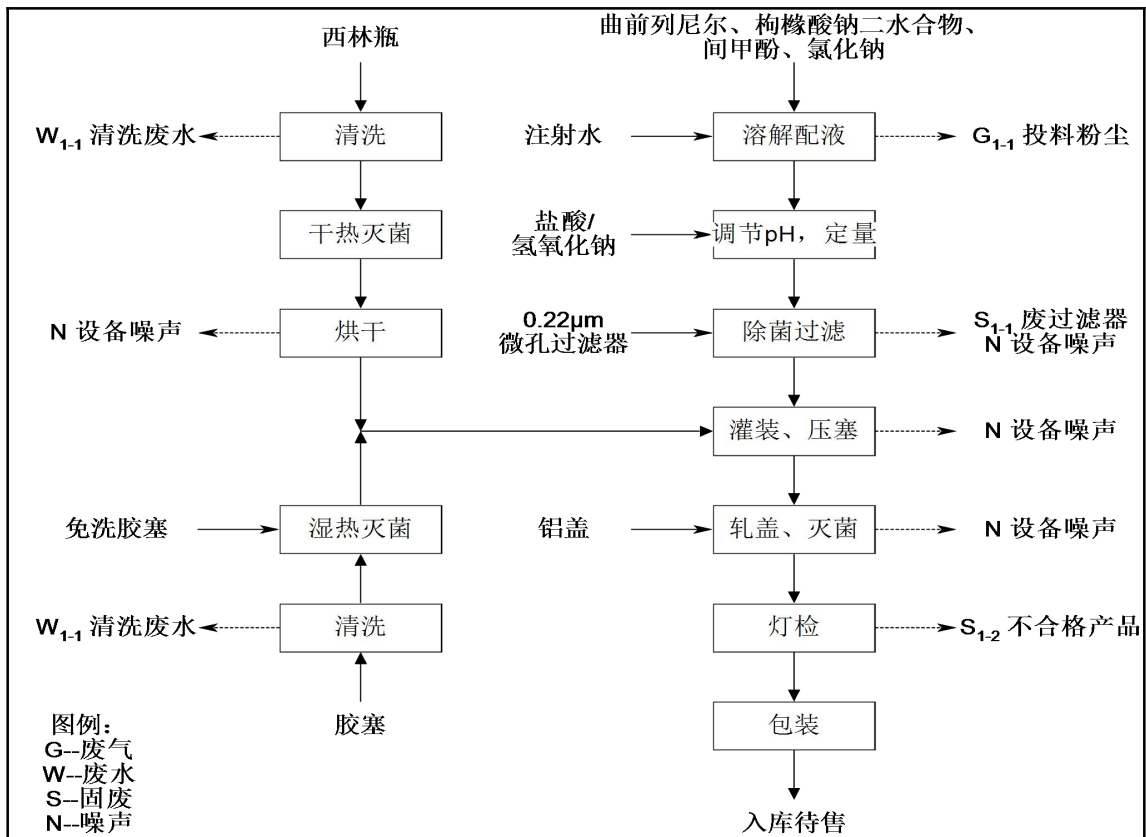 西林瓶
曲前列尼尔、枸橼酸钠二水合物、
间甲酚、氯化钠
W1-1 清洗废水
清洗
注射水
溶解配液
G1-1 投料粉尘
干热灭菌
盐酸/
氢氧化钠
调节pH，定量
N 设备噪声
烘干
0.22μm
微孔过滤器
除菌过滤
S1-1 废过滤器
N 设备噪声
灌装、压塞
N 设备噪声
免洗胶塞
湿热灭菌
铝盖
轧盖、灭菌
N 设备噪声
W1-1 清洗废水
清洗
灯检
S1-2 不合格产品
胶塞
包装
入库待售
图例：
G--废气
W--废水
S--固废
N--噪声